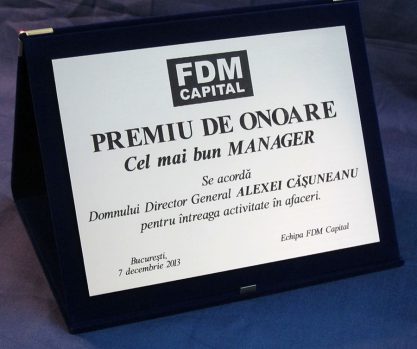 FDM
CAPITAL
PREMIU DE ONOARE
Cel mai bun MANAGER
Se acordă
Domnului Director General ALEXEI CĂȘUNEANU
pentru întreaga activitate în afaceri.
București,
7 decembrie 2013
Echipa FDM Capital